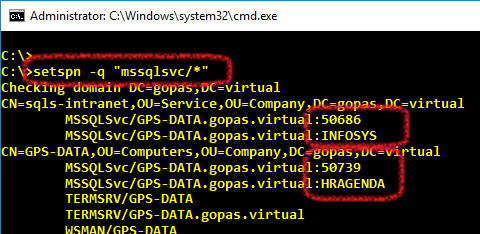 Administrator: C:\Windows\system32\cmd.exe
C:\>
C:\>setspn -q "mssqlsvc/*"
Checking domain DC=gopas,DC=virtual
CN=sqls-intranet,OU=Service,OU=Company,DC=gopas,DC=virtual
MSSQLSvc/GPS-DATA.gopas.virtual:50686
MSSQLSvc/GPS-DATA.gopas.virtual:INFOSYS
CN=GPS-DATA,OU=Computers,OU=Company,DC=gopas,DC=virtual
MSSQLSvc/GPS-DATA.gopas.virtual:50739
MSSQLSvc/GPS-DATA.gopas.virtual:HRAGENDA
TERMSRV/GPS-DATA
TERMSRV/GPS-DATA.gopas.virtual
WSMAN/GPS-DATA